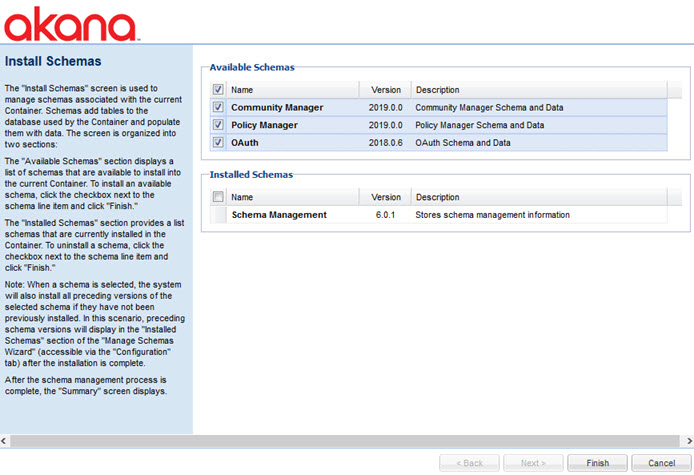 akana
Install Schemas
The "Install Schemas" screen is used to
manage schemas associated with the current
Container. Schemas add tables to the
database used by the Container and populate
them with data. The screen is organized into
two sections:
The "Available Schemas" section displays a
list of schemas that are available to install into
the current Container. To install an available
schema, click the checkbox next to the
schema line item and click "Finish."
The "Installed Schemas" section provides a list
schemas that are currently installed in the
Container. To uninstall a schema, click the
checkbox next to the schema line item and
click "Finish."
Note: When a schema is selected, the system
will also install all preceding versions of the
selected schema if they have not been
previously installed. In this scenario, preceding
schema versions will display in the "Installed
Schemas" section of the "Manage Schemas
Wizard" (accessible via the "Configuration"
tab) after the installation is complete.
After the schema management process is
complete, the "Summary" screen displays.
Available Schemas
Name Version Description
Community Manager 2019.0.0 Community Manager Schema and Data
Policy Manager 2019.0.0 Policy Manager Schema and Data
OAuth 2018.0.6 OAuth Schema and Data
Installed Schemas
Name Version Description
Schema Management 6.0.1 Stores schema management information
< Back Next > Finish Cancel